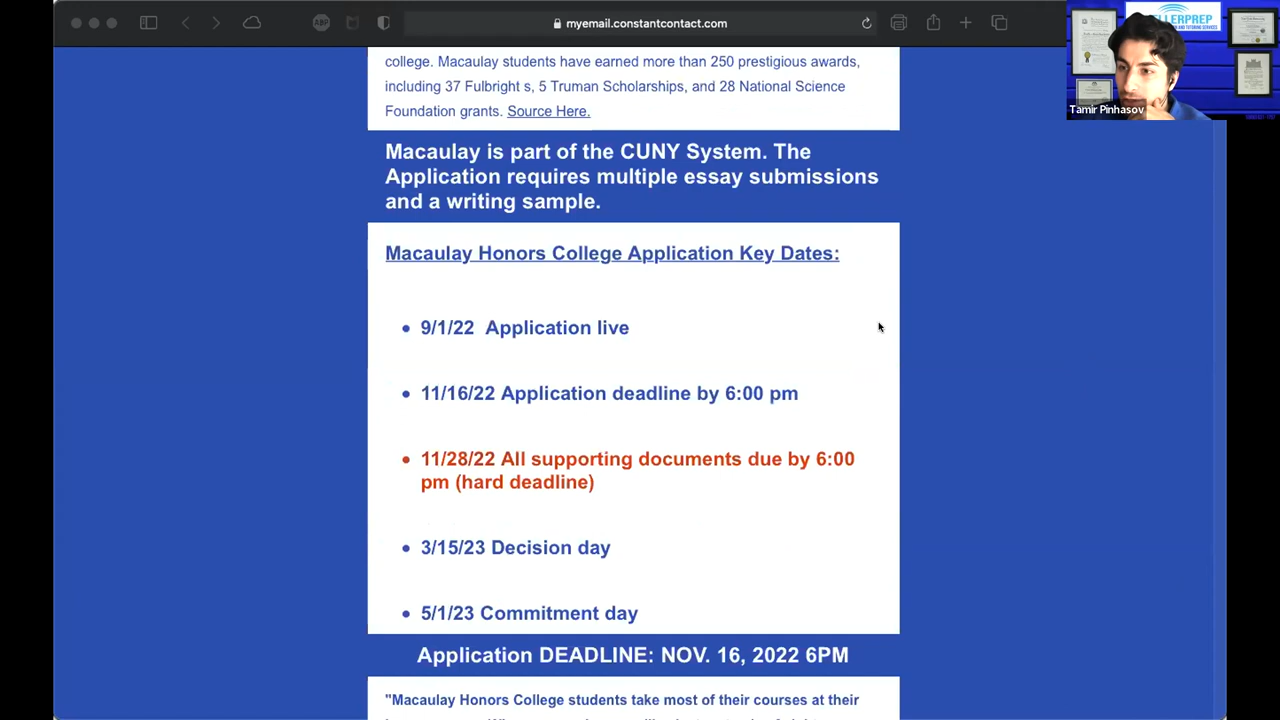 myemail.constantcontact.com
ABP
Tamir Pinhasov
college. Macaulay students have earned more than 250 prestigious awards,
including 37 Fulbright s, 5 Truman Scholarships, and 28 National Science
Foundation grants. Source Here.
Macaulay is part of the CUNY System. The
Application requires multiple essay submissions
and a writing sample.
Macaulay Honors College Application Key Dates:
• 9/1/22 Application live
• 11/16/22 Application deadline by 6:00 pm
• 11/28/22 All supporting documents due by 6:00
pm (hard deadline)
• 3/15/23 Decision day
• 5/1/23 Commitment day
Application DEADLINE: NOV. 16, 2022 6PM
"Macaulay Honors College students take most of their courses at their